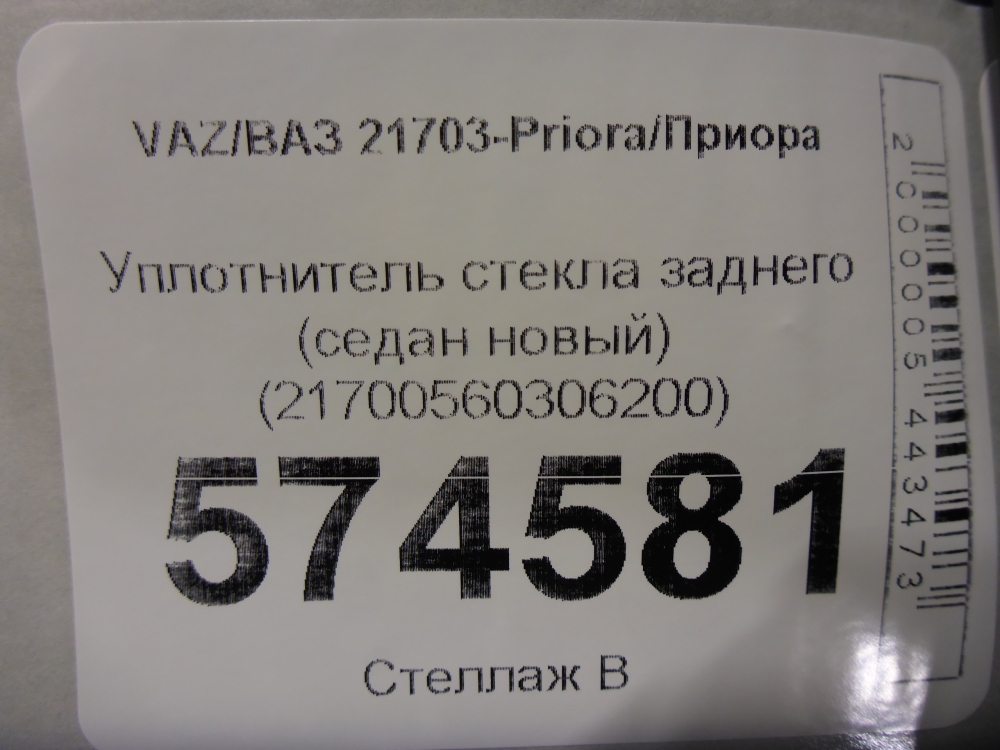 VAZ/ВАЗ 21703-Priora/Приора
Уплотнитель стекла заднего
(седан новый)
(21700560306200)
574581
Стеллаж В
2000005443473